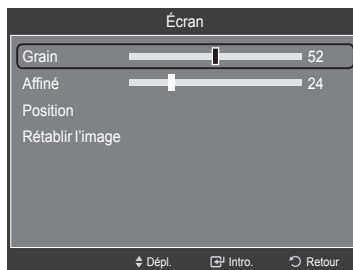 Écran
Grain 52
Affiné 24
Position
Rétablir l'image
Dépl. Intro. Retour